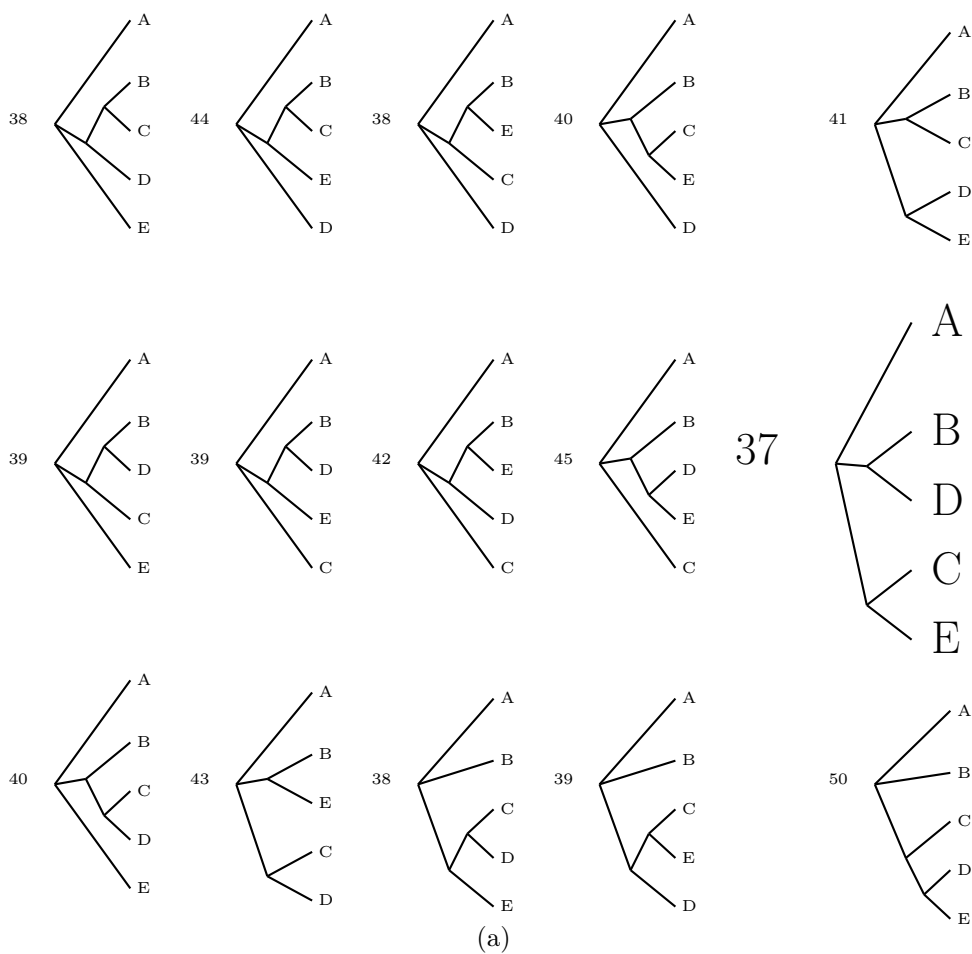 38 A B C D E
44 A B C E D
38 A B E C D
40 A B C E D
41 A B C D E
39 A B D C E
39 A B D E C
42 A B E D C
45 A B D E C
37 A B D C E
40 A B C D E
43 A B E C D
38 A B C D E
39 A B C E D
50 A B C D E
(a)